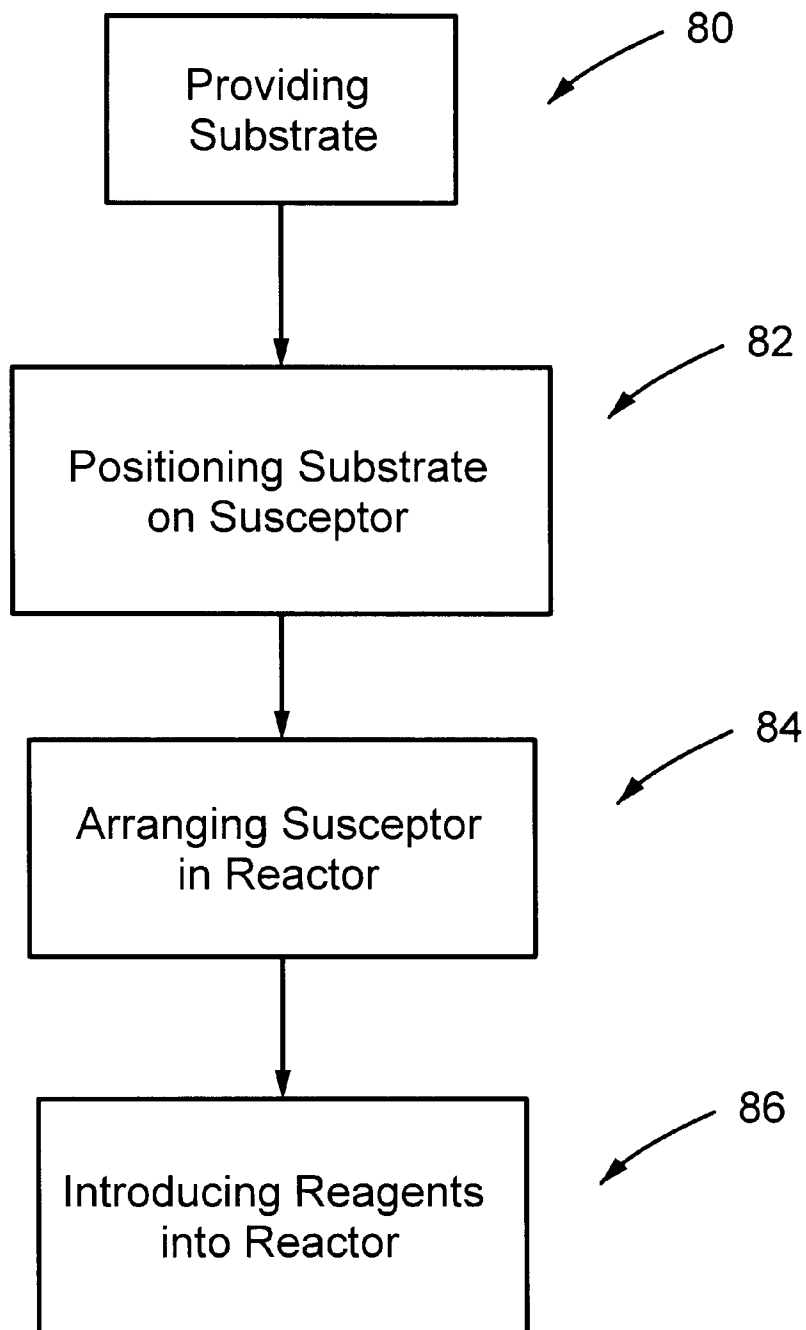 80
Providing
Substrate
82
Positioning Substrate
on Susceptor
84
Arranging Susceptor
in Reactor
86
Introducing Reagents
into Reactor